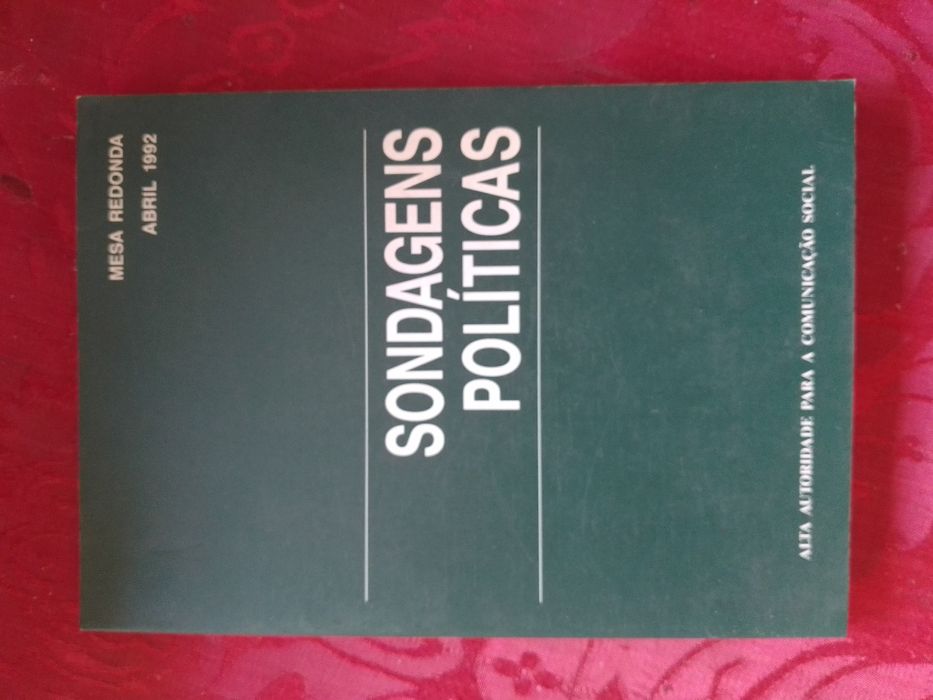 MESA REDONDA
ABRIL 1992
SONDAGENS
POLÍTICAS
ALTA AUTORIDADE PARA A COMUNICAÇÃO SOCIAL